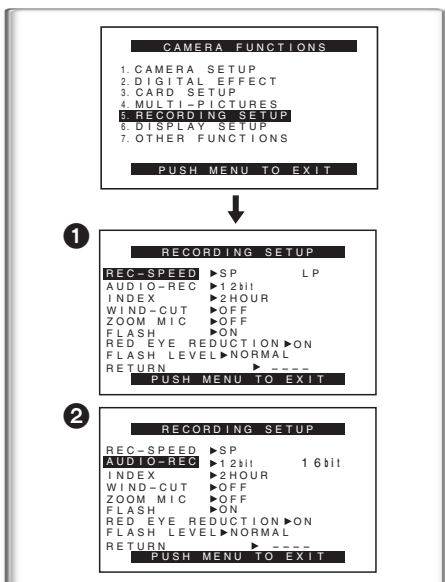 CAMERA FUNCTIONS
1. CAMERA SETUP
2. DIGITAL EFFECT
3. CARD SETUP
4. MULTI-PICTURES
5. RECORDING SETUP
6. DISPLAY SETUP
7. OTHER FUNCTIONS
PUSH MENU TO EXIT
1
RECORDING SETUP
REC-SPEED ►SP LP
AUDIO-REC ►12bit
INDEX ►2HOUR
WIND-CUT ►OFF
ZOOM MIC ►OFF
FLASH ►ON
RED EYE REDUCTION►ON
FLASH LEVEL►NORMAL
RETURN ► ----
PUSH MENU TO EXIT
2
RECORDING SETUP
REC-SPEED ►SP
AUDIO-REC ►12bit 16bit
INDEX ►2HOUR
WIND-CUT ►OFF
ZOOM MIC ►OFF
FLASH ►ON
RED EYE REDUCTION►ON
FLASH LEVEL►NORMAL
RETURN ► ----
PUSH MENU TO EXIT